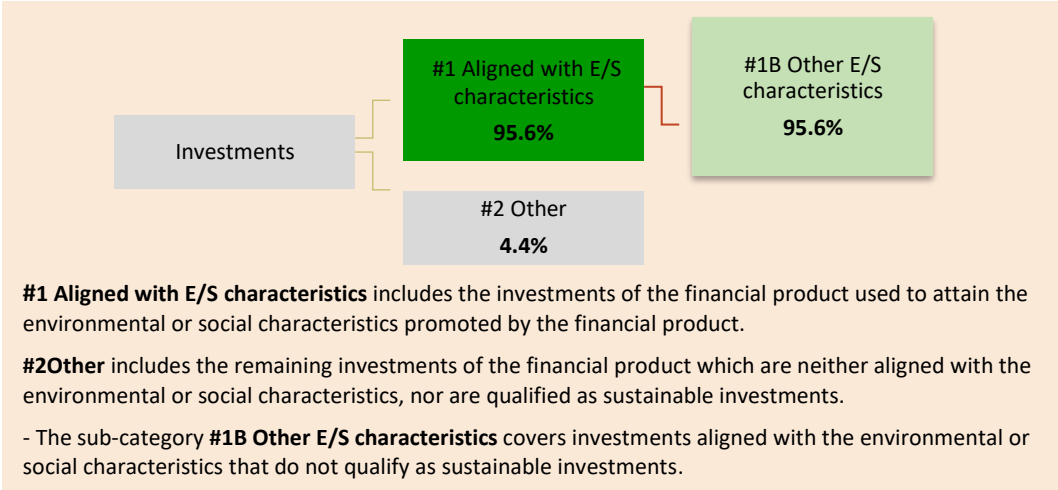 #1 Aligned with E/S
characteristics
95.6%
#1B Other E/S
characteristics
95.6%
Investments
#2 Other
4.4%
#1 Aligned with E/S characteristics includes the investments of the financial product used to attain the
environmental or social characteristics promoted by the financial product.
#2Other includes the remaining investments of the financial product which are neither aligned with the
environmental or social characteristics, nor are qualified as sustainable investments.
- The sub-category #1B Other E/S characteristics covers investments aligned with the environmental or
social characteristics that do not qualify as sustainable investments.